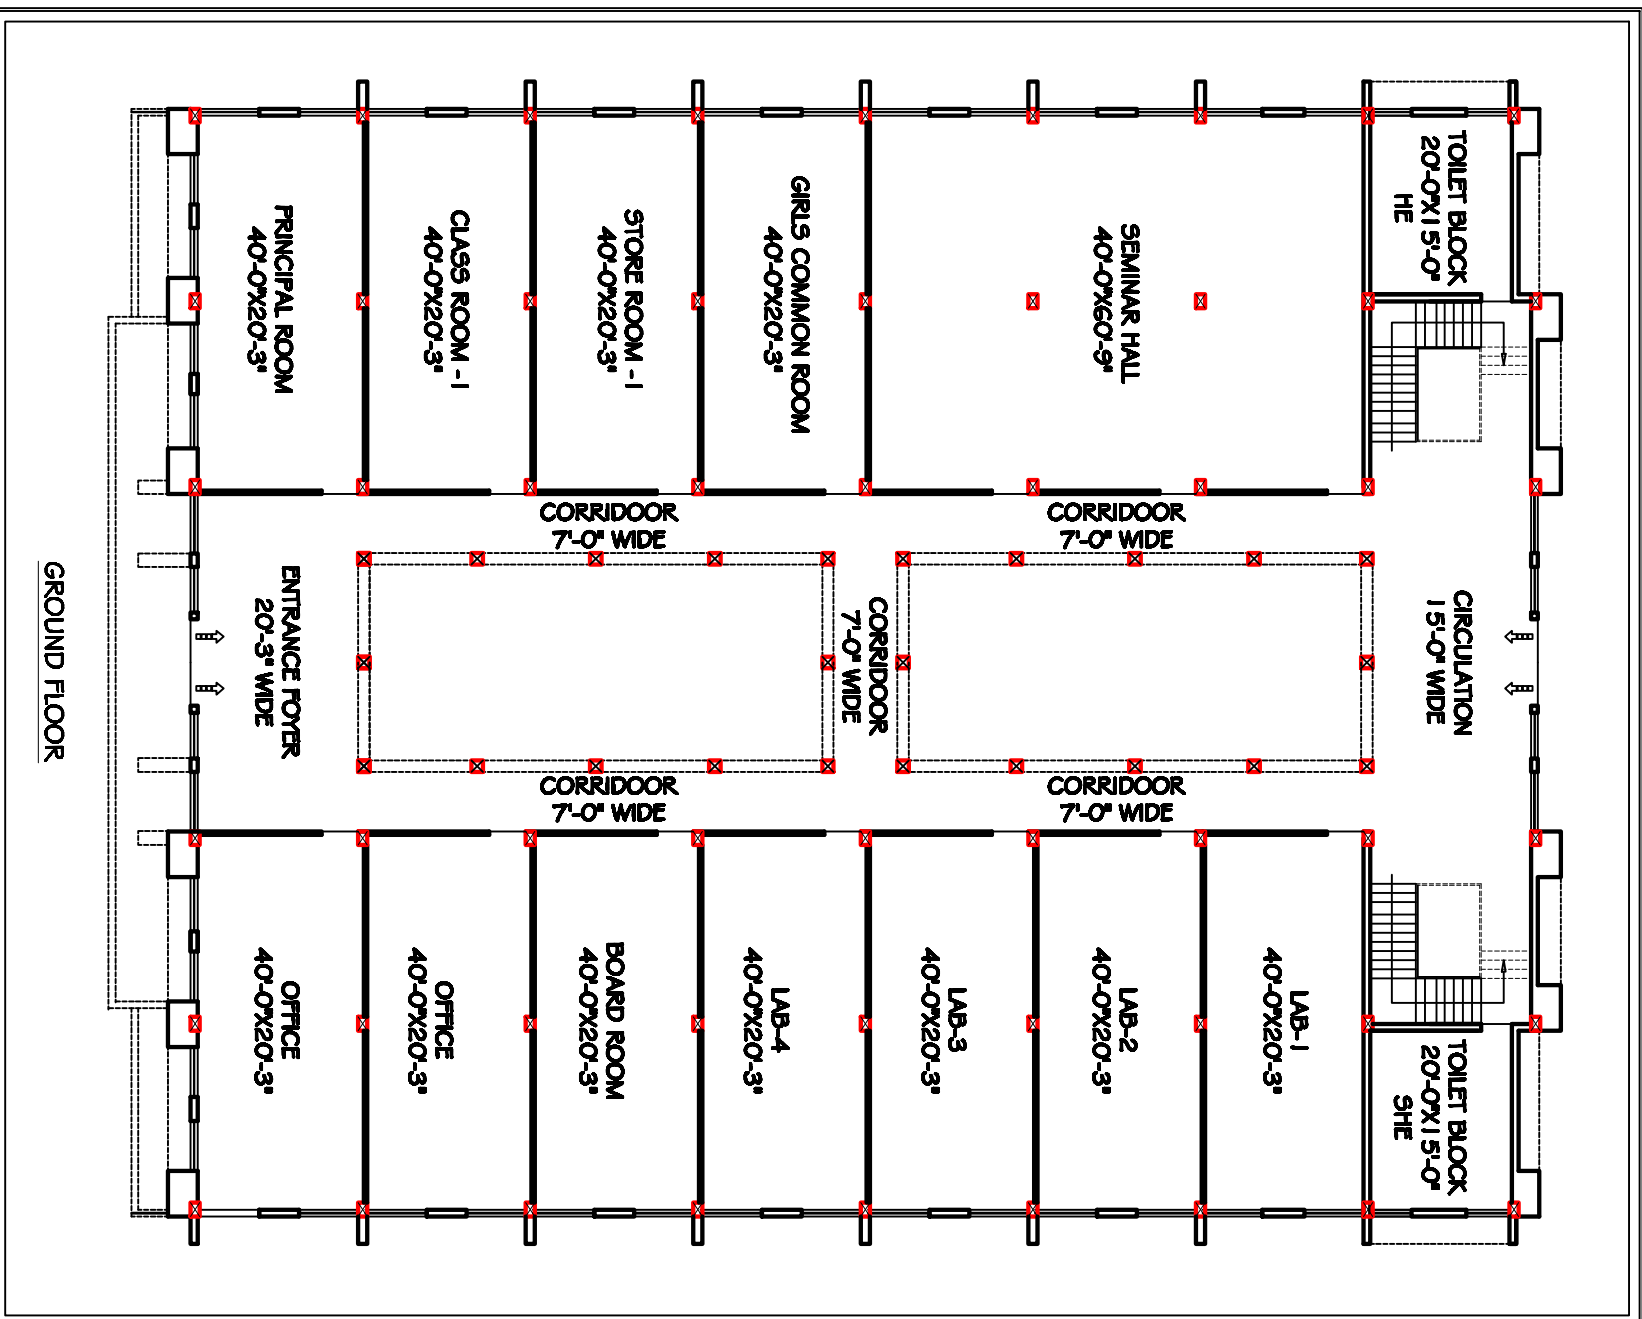 TOILET BLOCK
20'-0"X15'-0"
HE
PRINCIPAL ROOM
40'-0"X20'-3"
CLASS ROOM -1
40'-0"X20'-3"
STORE ROOM -1
40'-0"X20'-3"
GIRLS COMMON ROOM
40'-0"X20'-3"
SEMINAR HALL
40'-0"X60'-9"
CORRIDOOR
7'-0" WIDE
CORRIDOOR
7'-0" WIDE
GROUND FLOOR
ENTRANCE FOYER
20'-3" WIDE
CORRIDOOR
7'-0" WIDE
CIRCULATION
15'-0" WIDE
CORRIDOOR
7'-0" WIDE
CORRIDOOR
7'-0" WIDE
OFFICE
40'-0"X20'-3"
OFFICE
40'-0"X20'-3"
BOARD ROOM
40'-0"X20'-3"
LAB-4
40'-0"X20'-3"
LAB-3
40'-0"X20'-3"
LAB-2
40'-0"X20'-3"
LAB-1
40'-0"X20'-3"
TOILET BLOCK
20'-0"X15'-0"
SHE